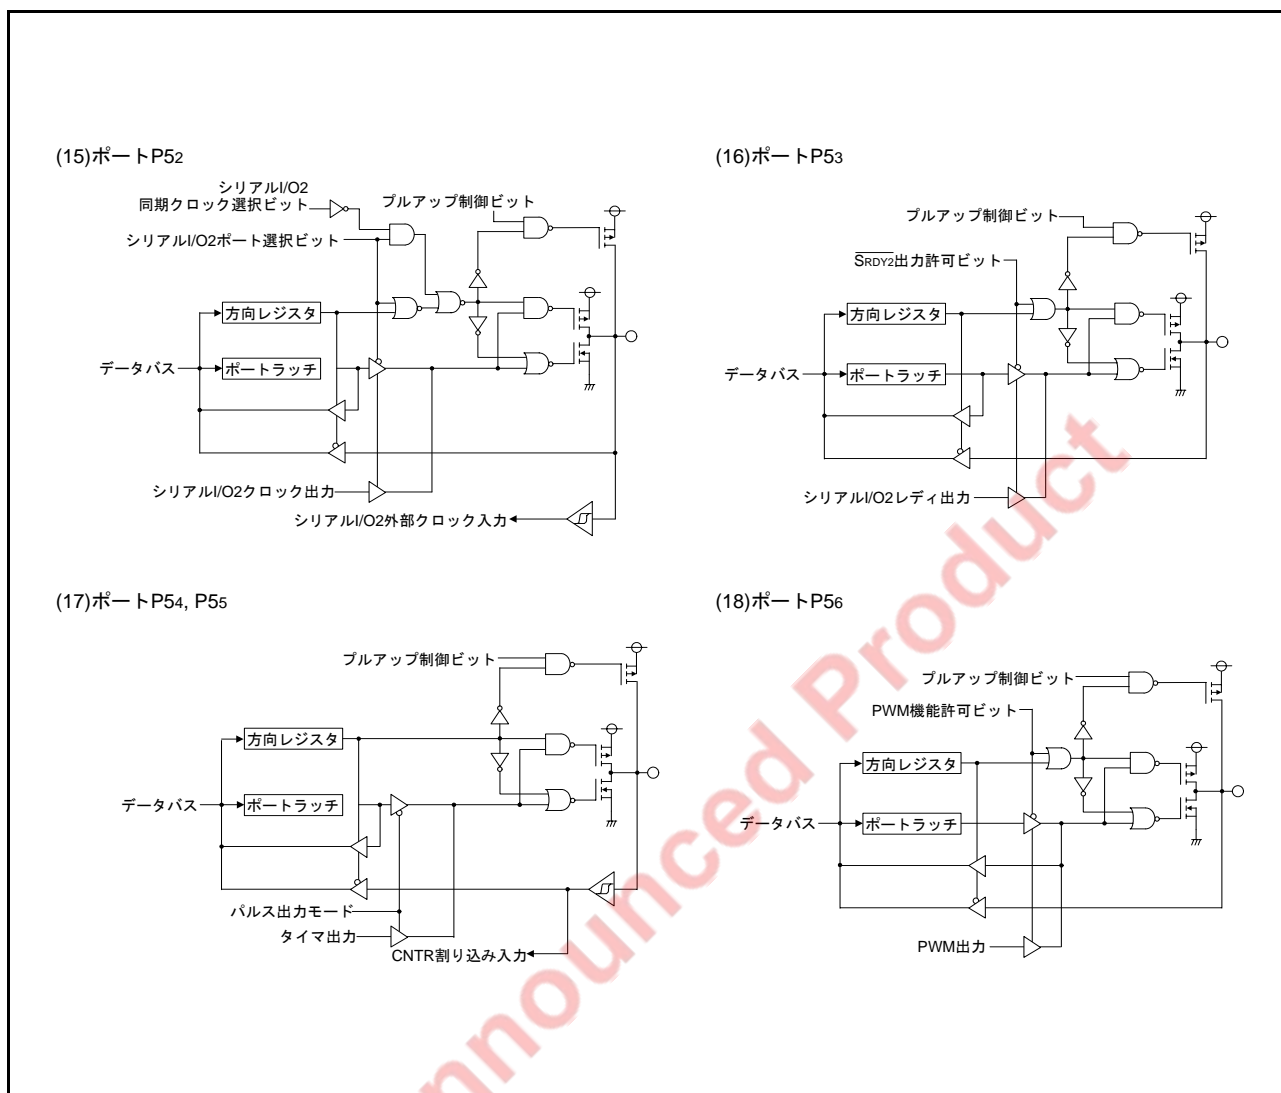 (15)ポートP52
シリアルI/O2
同期クロック選択ビット
プルアップ制御ビット
シリアルI/O2ポート選択ビット
方向レジスタ
データバス
ポートラッチ
シリアルI/O2クロック出力
シリアルI/O2外部クロック入力
(16)ポートP53
プルアップ制御ビット
SRDY2出力許可ビット
方向レジスタ
データバス
ポートラッチ
シリアルI/O2レディ出力
(17)ポートP54, P55
プルアップ制御ビット
方向レジスタ
データバス
ポートラッチ
パルス出力モード
タイマ出力
CNTR割り込み入力
(18)ポートP56
プルアップ制御ビット
PWM機能許可ビット
方向レジスタ
データバス
ポートラッチ
PWM出力
nnounced Product